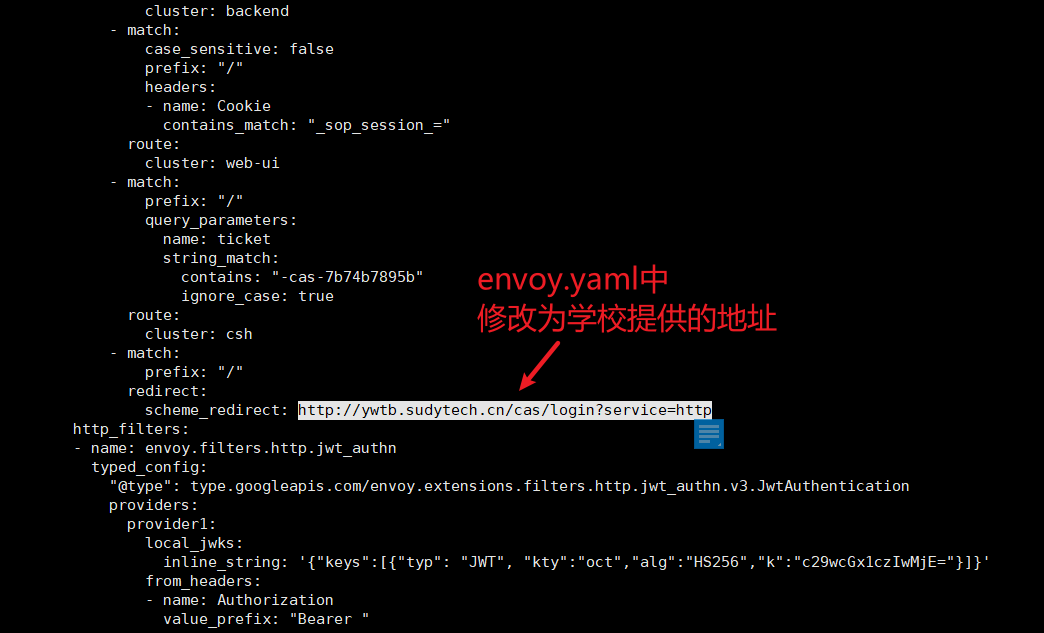 cluster: backend
- match:
case_sensitive: false
prefix: "/"
headers:
- name: Cookie
contains_match: "_sop_session_="
route:
cluster: web-ui
- match:
prefix: "/"
query_parameters:
name: ticket
string_match:
contains: "-cas-7b74b7895b"
ignore_case: true
envoy.yaml中
修改为学校提供的地址
route:
cluster: csh
- match:
prefix: "/"
redirect:
scheme_redirect: http://ywtb.sudytech.cn/cas/login?service=http
http_filters:
- name: envoy.filters.http.jwt_authn
typed_config:
"@type": type.googleapis.com/envoy.extensions.filters.http.jwt_authn.v3.JwtAuthentication
providers:
provider1:
local_jwks:
inline_string: '{"keys":[{"typ": "JWT", "kty":"oct","alg":"HS256","k":"c29wcGx1czIwMjE="}]}'
from_headers:
- name: Authorization
value_prefix: "Bearer "